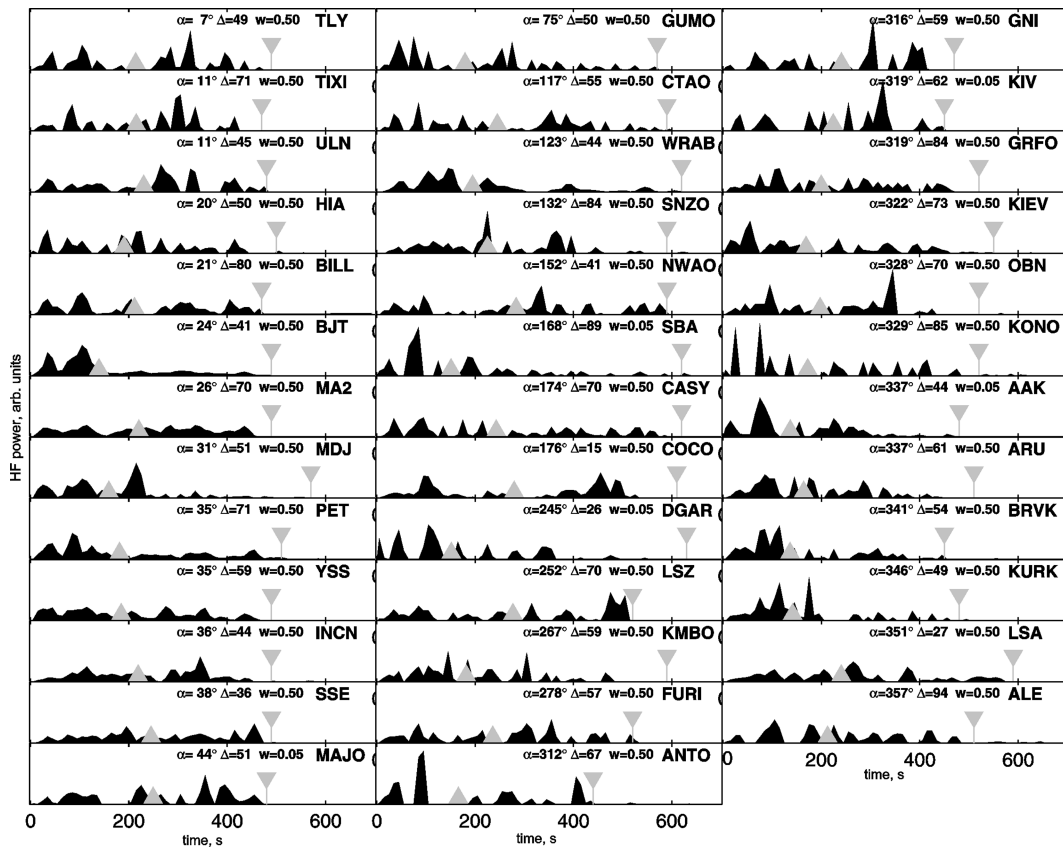 α= 7° Δ=49 w=0.50 TLY
α= 11° Δ=71 w=0.50 TIXI
α= 11° Δ=45 w=0.50 ULN
α= 20° Δ=50 w=0.50 HIA
α= 21° Δ=80 w=0.50 BILL
α= 24° Δ=41 w=0.50 BJT
α= 26° Δ=70 w=0.50 MA2
α= 31° Δ=51 w=0.50 MDJ
α= 35° Δ=71 w=0.50 PET
α= 35° Δ=59 w=0.50 YSS
α= 36° Δ=44 w=0.50 INCN
α= 38° Δ=36 w=0.50 SSE
α= 44° Δ=51 w=0.05 MAJO
HF power, arb. units
0 200 400 600
time, s
α= 75° Δ=50 w=0.50 GUMO
α=117° Δ=55 w=0.50 CTAO
α=123° Δ=44 w=0.50 WRAB
α=132° Δ=84 w=0.50 SNZO
α=152° Δ=41 w=0.50 NWAO
α=168° Δ=89 w=0.05 SBA
α=174° Δ=70 w=0.50 CASY
α=176° Δ=15 w=0.50 COCO
α=245° Δ=26 w=0.05 DGAR
α=252° Δ=70 w=0.50 LSZ
α=267° Δ=59 w=0.50 KMBO
α=278° Δ=57 w=0.50 FURI
α=312° Δ=67 w=0.50 ANTO
0 200 400 600
time, s
α=316° Δ=59 w=0.50 GNI
α=319° Δ=62 w=0.05 KIV
α=319° Δ=84 w=0.50 GRFO
α=322° Δ=73 w=0.50 KIEV
α=328° Δ=70 w=0.50 OBN
α=329° Δ=85 w=0.50 KONO
α=337° Δ=44 w=0.05 AAK
α=337° Δ=61 w=0.50 ARU
α=341° Δ=54 w=0.50 BRVK
α=346° Δ=49 w=0.50 KURK
α=351° Δ=27 w=0.50 LSA
α=357° Δ=94 w=0.50 ALE
200 400 600
time, s